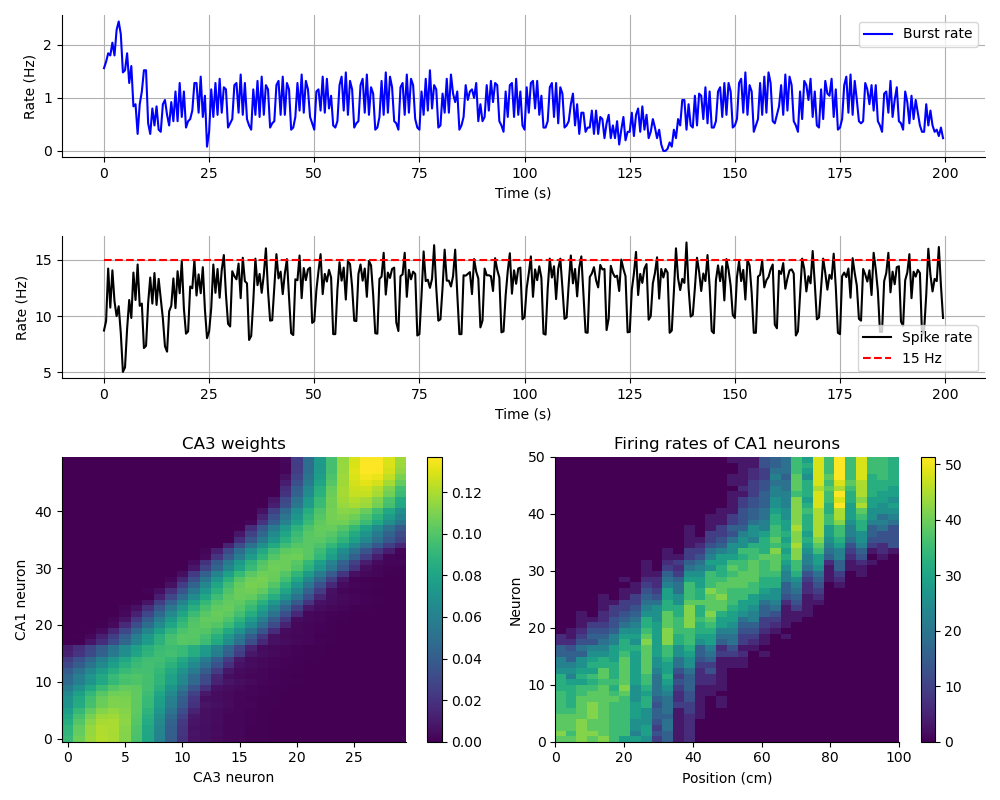 Rate (Hz)
2
1
0
Burst rate
0 25 50 75 100 125 150 175 200
Time (s)
Rate (Hz)
15
10
5
Spike rate
15 Hz
0 25 50 75 100 125 150 175 200
Time (s)
CA3 weights
CA1 neuron
40
30
20
10
0
0 5 10 15 20 25
CA3 neuron
0.12
0.10
0.08
0.06
0.04
0.02
0.00
Firing rates of CA1 neurons
Neuron
50
40
30
20
10
0
0 20 40 60 80 100
Position (cm)
50
40
30
20
10
0